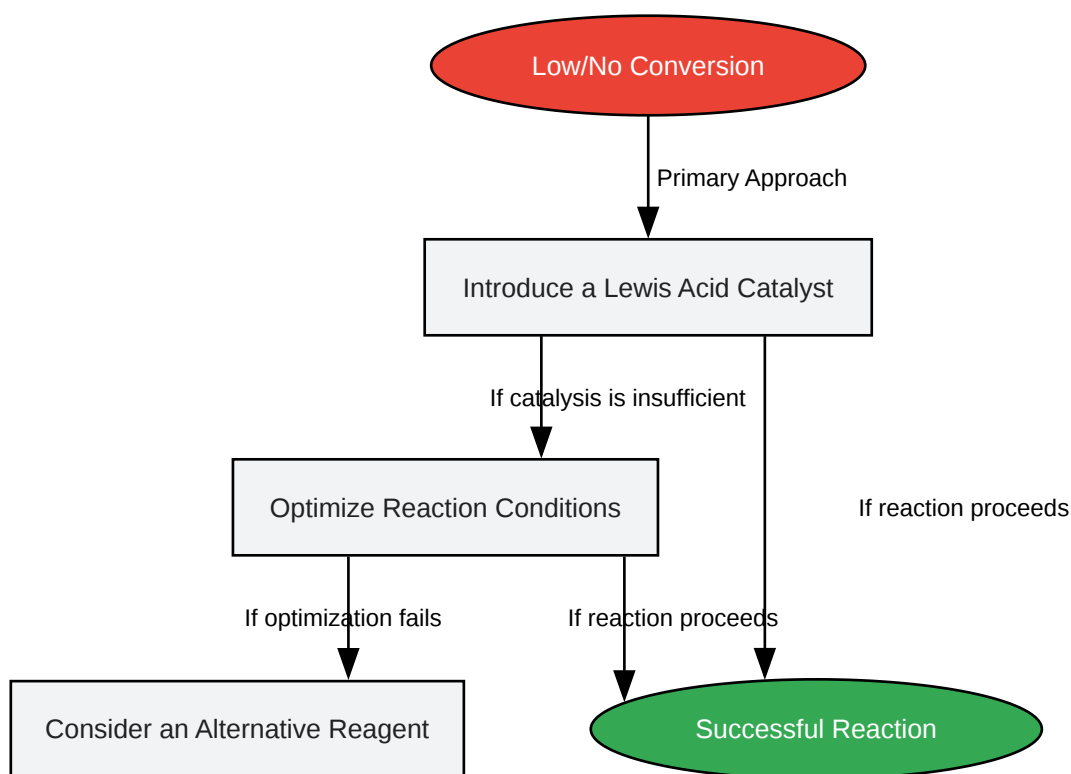 Low/No Conversion
Primary Approach
Introduce a Lewis Acid Catalyst
If catalysis is insufficient
Optimize Reaction Conditions
If reaction proceeds
If optimization fails
If reaction proceeds
Consider an Alternative Reagent
Successful Reaction